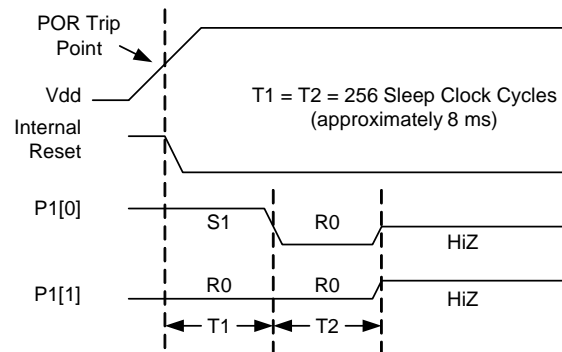 POR Trip
Point
Vdd
T1 = T2 = 256 Sleep Clock Cycles
(approximately 8 ms)
Internal
Reset
P1[0]
S1
R0
HiZ
P1[1]
R0
R0
HiZ
T1
T2